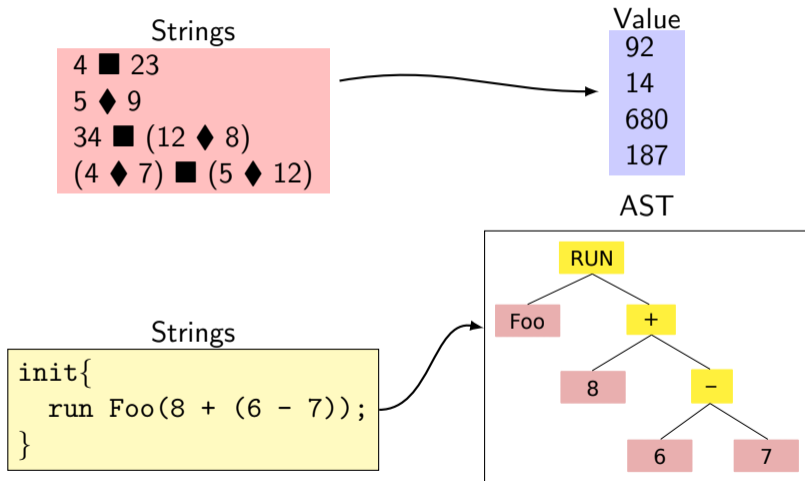 Strings
4 ■ 23
5 ♦ 9
34 ■ (12 ♦ 8)
(4 ♦ 7) ■ (5 ♦ 12)
Value
92
14
680
187
Strings
init{
run Foo(8 + (6 - 7));
}
AST
RUN
Foo +
8 −
6 7